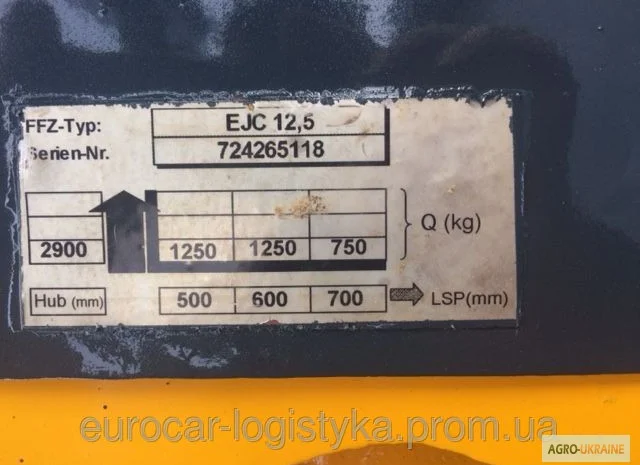 FFZ-Typ: EJC 12,5
Serien-Nr. 724265118
2900 1250 1250 750 Q (kg)
Hub (mm) 500 600 700 LSP(mm)
eurocar-logistyka.prom.ua
AGRO-UKRAINE